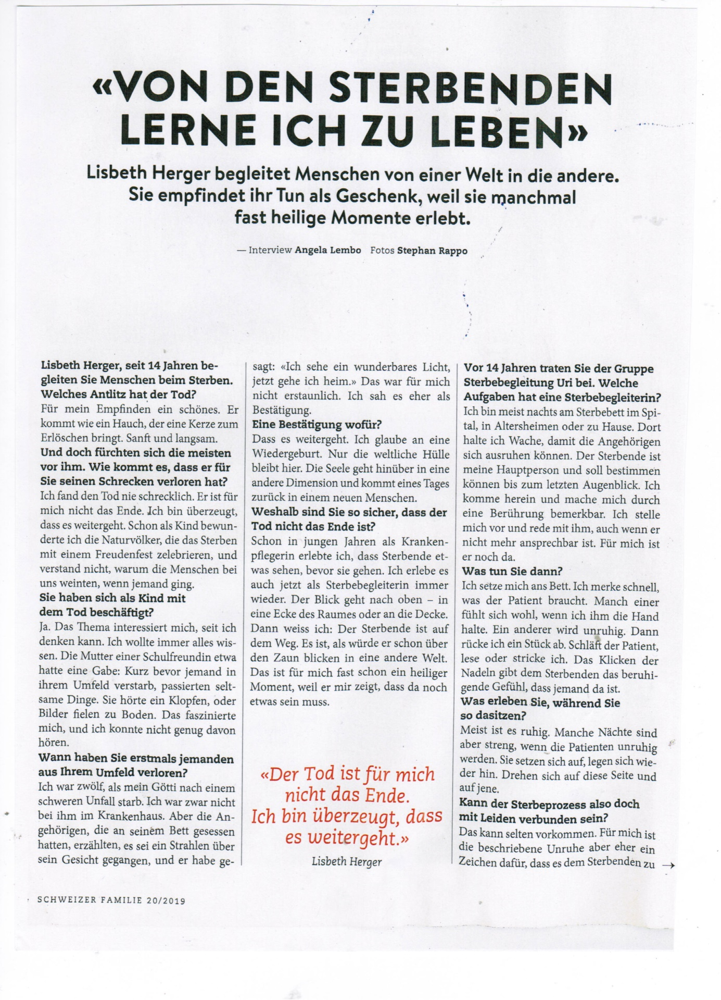 «VON DEN STERBENDEN
LERNE ICH ZU LEBEN»
Lisbeth Herger begleitet Menschen von einer Welt in die andere.
Sie empfindet ihr Tun als Geschenk, weil sie manchmal
fast heilige Momente erlebt.
— Interview Angela Lembo Fotos Stephan Rappo
Lisbeth Herger, seit 14 Jahren be-
gleiten Sie Menschen beim Sterben.
Welches Antlitz hat der Tod?
Für mein Empfinden ein schönes. Er
kommt wie ein Hauch, der eine Kerze zum
Erlöschen bringt. Sanft und langsam.
Und doch fürchten sich die meisten
vor ihm. Wie kommt es, dass er für
Sie seinen Schrecken verloren hat?
Ich fand den Tod nie schrecklich. Er ist für
mich nicht das Ende. Ich bin überzeugt,
dass es weitergeht. Schon als Kind bewun-
derte ich die Naturvölker, die das Sterben
mit einem Freudenfest zelebrieren, und
verstand nicht, warum die Menschen bei
uns weinten, wenn jemand ging.
Sie haben sich als Kind mit
dem Tod beschäftigt?
Ja. Das Thema interessiert mich, seit ich
denken kann. Ich wollte immer alles wis-
sen. Die Mutter einer Schulfreundin etwa
hatte eine Gabe: Kurz bevor jemand in
ihrem Umfeld verstarb, passierten selt-
same Dinge. Sie hörte ein Klopfen, oder
Bilder fielen zu Boden. Das faszinierte
mich, und ich konnte nicht genug davon
hören.
Wann haben Sie erstmals jemanden
aus Ihrem Umfeld verloren?
Ich war zwölf, als mein Götti nach einem
schweren Unfall starb. Ich war zwar nicht
bei ihm im Krankenhaus. Aber die An-
gehörigen, die an seinem Bett gesessen
hatten, erzählten, es sei ein Strahlen über
sein Gesicht gegangen, und er habe ge-
sagt: «Ich sehe ein wunderbares Licht,
jetzt gehe ich heim.» Das war für mich
nicht erstaunlich. Ich sah es eher als
Bestätigung.
Eine Bestätigung wofür?
Dass es weitergeht. Ich glaube an eine
Wiedergeburt. Nur die weltliche Hülle
bleibt hier. Die Seele geht hinüber in eine
andere Dimension und kommt eines Tages
zurück in einem neuen Menschen.
Weshalb sind Sie so sicher, dass der
Tod nicht das Ende ist?
Schon in jungen Jahren als Kranken-
pflegerin erlebte ich, dass Sterbende et-
was sehen, bevor sie gehen. Ich erlebe es
auch jetzt als Sterbebegleiterin immer
wieder. Der Blick geht nach oben – in
eine Ecke des Raumes oder an die Decke.
Dann weiss ich: Der Sterbende ist auf
dem Weg. Es ist, als würde er schon über
den Zaun blicken in eine andere Welt.
Das ist für mich fast schon ein heiliger
Moment, weil er mir zeigt, dass da noch
etwas sein muss.
«Der Tod ist für mich
nicht das Ende.
Ich bin überzeugt, dass
es weitergeht.»
Lisbeth Herger
Vor 14 Jahren traten Sie der Gruppe
Sterbebegleitung Uri bei. Welche
Aufgaben hat eine Sterbebegleiterin?
Ich bin meist nachts am Sterbebett im Spi-
tal, in Altersheimen oder zu Hause. Dort
halte ich Wache, damit die Angehörigen
sich ausruhen können. Der Sterbende ist
meine Hauptperson und soll bestimmen
können bis zum letzten Augenblick. Ich
komme herein und mache mich durch
eine Berührung bemerkbar. Ich stelle
mich vor und rede mit ihm, auch wenn er
nicht mehr ansprechbar ist. Für mich ist
er noch da.
Was tun Sie dann?
Ich setze mich ans Bett. Ich merke schnell,
was der Patient braucht. Manch einer
fühlt sich wohl, wenn ich ihm die Hand
halte. Ein anderer wird unruhig. Dann
rücke ich ein Stück ab. Schläft der Patient,
lese oder stricke ich. Das Klicken der
Nadeln gibt dem Sterbenden das beruhi-
gende Gefühl, dass jemand da ist.
Was erleben Sie, während Sie
so dasitzen?
Meist ist es ruhig. Manche Nächte sind
aber streng, wenn die Patienten unruhig
werden. Sie setzen sich auf, legen sich wie-
der hin. Drehen sich auf diese Seite und
auf jene.
Kann der Sterbeprozess also doch
mit Leiden verbunden sein?
Das kann selten vorkommen. Für mich ist
die beschriebene Unruhe aber eher ein
Zeichen dafür, dass es dem Sterbenden zu →
SCHWEIZER FAMILIE 20/2019